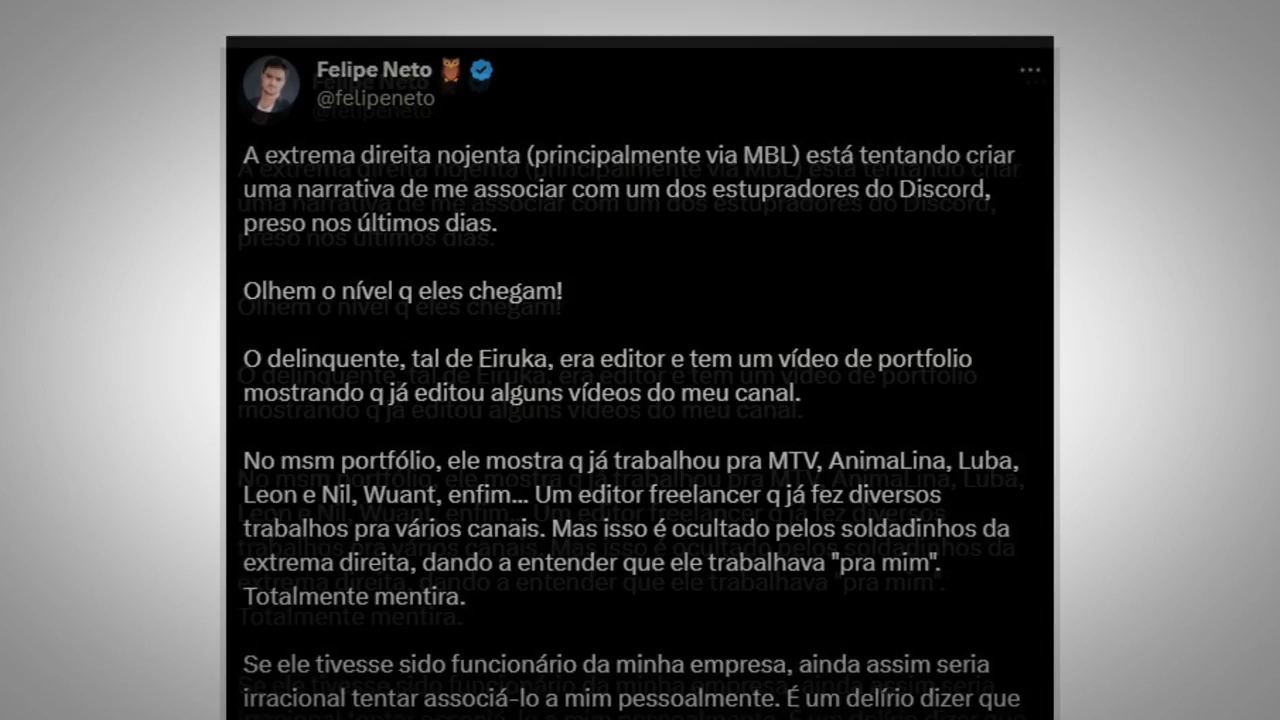 Felipe Neto
@felipeneto
A extrema direita nojenta (principalmente via MBL) está tentando criar
uma narrativa de me associar com um dos estupradores do Discord,
preso nos últimos dias.
Olhem o nível q eles chegam!
O delinquente, tal de Eiruka, era editor e tem um vídeo de portfolio
mostrando q já editou alguns vídeos do meu canal.
No msm portfólio, ele mostra q já trabalhou pra MTV, AnimaLina, Luba,
Leon e Nil, Wuant, enfim... Um editor freelancer q já fez diversos
trabalhos pra vários canais. Mas isso é ocultado pelos soldadinhos da
extrema direita, dando a entender que ele trabalhava "pra mim".
Totalmente mentira.
Se ele tivesse sido funcionário da minha empresa, ainda assim seria
irracional tentar associá-lo a mim pessoalmente. É um delírio dizer que